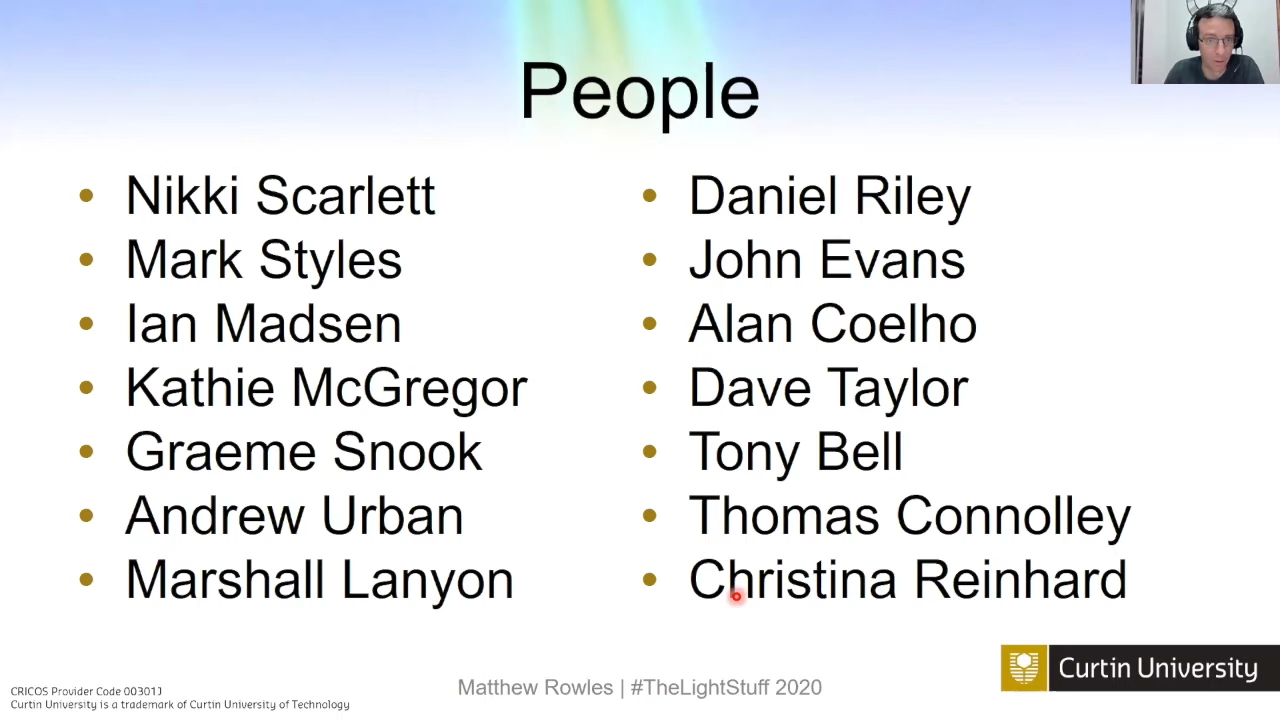 People
Nikki Scarlett
Mark Styles
Ian Madsen
Kathie McGregor
Graeme Snook
Andrew Urban
Marshall Lanyon
Daniel Riley
John Evans
Alan Coelho
Dave Taylor
Tony Bell
Thomas Connolley
Christina Reinhard
Curtin University
CRICOS Provider Code 00301J
Curtin University is a trademark of Curtin University of Technology
Matthew Rowles | #TheLightStuff 2020